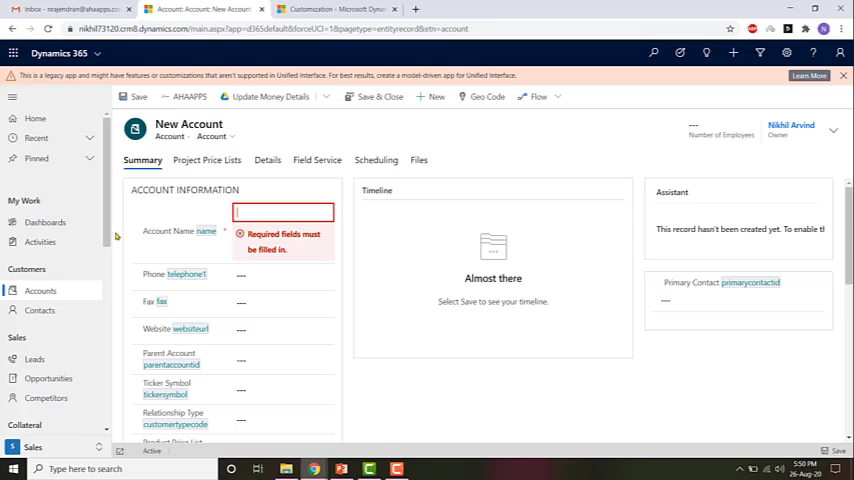 Inbox - nrajendran@ahaapps.co
Account: Account: New Account
Customization - Microsoft Dyna
nikhil73120.crm8.dynamics.com/main.aspx?app=d365default&forceUCI=1&pagetype=entityrecord&etn=account
ABP
N
Dynamics 365
This is a legacy app and might have features or customizations that aren't supported in Unified Interface. For best results, create a model-driven app for Unified Interface.
Learn More
Save
AHAAPPS
Update Money Details
Save & Close
New
Geo Code
Flow
Home
Recent
Pinned
My Work
Dashboards
Activities
Customers
Accounts
Contacts
Sales
Leads
Opportunities
Competitors
Collateral
S Sales
New Account
Account · Account
---
Number of Employees
Nikhil Arvind
Owner
Summary
Project Price Lists
Details
Field Service
Scheduling
Files
ACCOUNT INFORMATION
Account Name name *
Required fields must
be filled in.
Phone telephone1 ---
Fax fax ---
Website websiteurl ---
Parent Account
parentaccountid ---
Ticker Symbol
tickersymbol ---
Relationship Type
customertypecode ---
Product Price List
Timeline
Almost there
Select Save to see your timeline.
Assistant
This record hasn't been created yet. To enable th
Primary Contact primarycontactid
---
Active
Save
Type here to search
5:50 PM
26-Aug-20